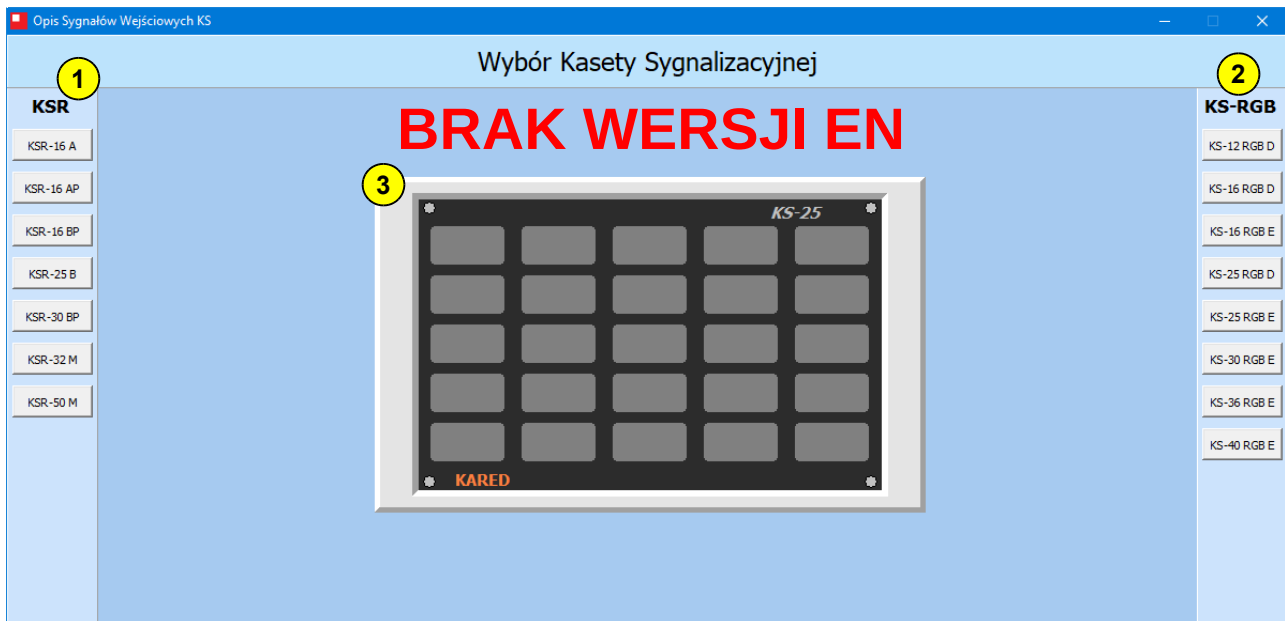 Opis Sygnałów Wejściowych KS
Wybór Kasety Sygnalizacyjnej
1
2
KSR
KS-RGB
BRAK WERSJI EN
KSR-16 A
KSR-16 AP
KSR-16 BP
KSR-25 B
KSR-30 BP
KSR-32 M
KSR-50 M
3
KS-25
KARED
KS-12 RGB D
KS-16 RGB D
KS-16 RGB E
KS-25 RGB D
KS-25 RGB E
KS-30 RGB E
KS-36 RGB E
KS-40 RGB E